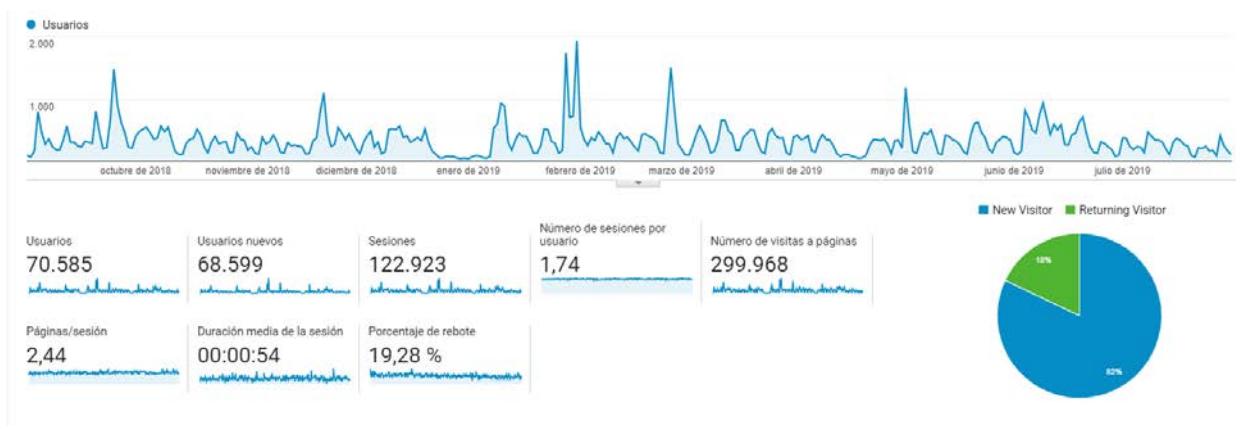 Usuarios
2.000
1.000
octubre de 2018 noviembre de 2018 diciembre de 2018 enero de 2019 febrero de 2019 marzo de 2019 abril de 2019 mayo de 2019 junio de 2019 julio de 2019
New Visitor Returning Visitor
Usuarios
70.585
Usuarios nuevos
68.599
Sesiones
122.923
Número de sesiones por
usuario
1,74
Número de visitas a páginas
299.968
Páginas/sesión
2,44
Duración media de la sesión
00:00:54
Porcentaje de rebote
19,28 %
18%
82%